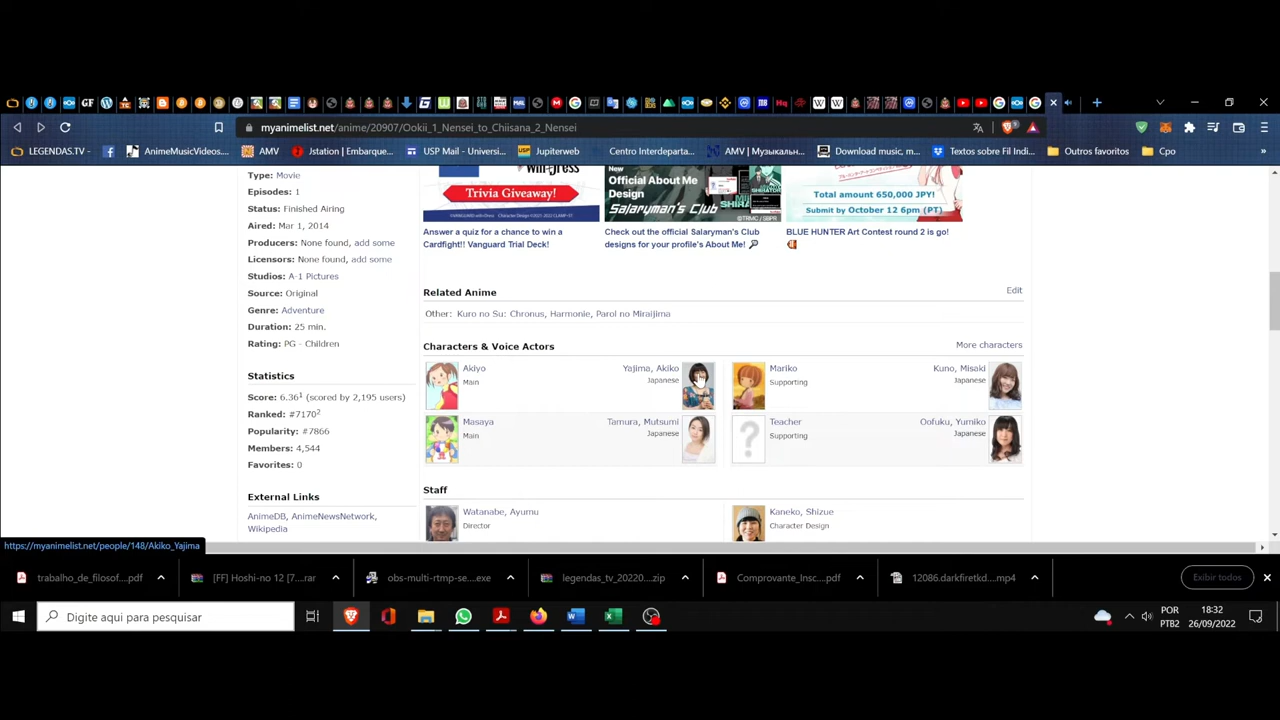 myanimelist.net/anime/20907/Ookii_1_Nensei_to_Chiisana_2_Nensei
LEGENDAS.TV -
AnimeMusicVideos....
AMV
Jstation | Embarque...
USP Mail - Universi...
Jupiterweb
Centro Interdeparta...
AMV | Музыкальн...
Download music, m...
Textos sobre Fil Indi...
Outros favoritos
Cpo
Type: Movie
Episodes: 1
Status: Finished Airing
Aired: Mar 1, 2014
Producers: None found, add some
Licensors: None found, add some
Studios: A-1 Pictures
Source: Original
Genre: Adventure
Duration: 25 min.
Rating: PG - Children
Statistics
Score: 6.36¹ (scored by 2,195 users)
Ranked: #7170²
Popularity: #7866
Members: 4,544
Favorites: 0
External Links
AnimeDB, AnimeNewsNetwork,
Wikipedia
Trivia Giveaway!
Answer a quiz for a chance to win a
Cardfight!! Vanguard Trial Deck!
New
Official About Me
Design
Salaryman's Club
Check out the official Salaryman's Club
designs for your profile's About Me!
Total amount 650,000 JPY!
Submit by October 12 6pm (PT)
BLUE HUNTER Art Contest round 2 is go!
Related Anime
Edit
Other: Kuro no Su: Chronus, Harmonie, Parol no Miraijima
Characters & Voice Actors
More characters
Akiyo
Main
Yajima, Akiko
Japanese
Mariko
Supporting
Kuno, Misaki
Japanese
Masaya
Main
Tamura, Mutsumi
Japanese
Teacher
Supporting
Oofuku, Yumiko
Japanese
Staff
Watanabe, Ayumu
Director
Kaneko, Shizue
Character Design
https://myanimelist.net/people/148/Akiko_Yajima
trabalho_de_filosof....pdf
[FF] Hoshi-no 12 [7....rar
obs-multi-rtmp-se....exe
legendas_tv_20220....zip
Comprovante_Insc....pdf
12086.darkfiretkd....mp4
Exibir todos
Digite aqui para pesquisar
POR
PTB2
18:32
26/09/2022